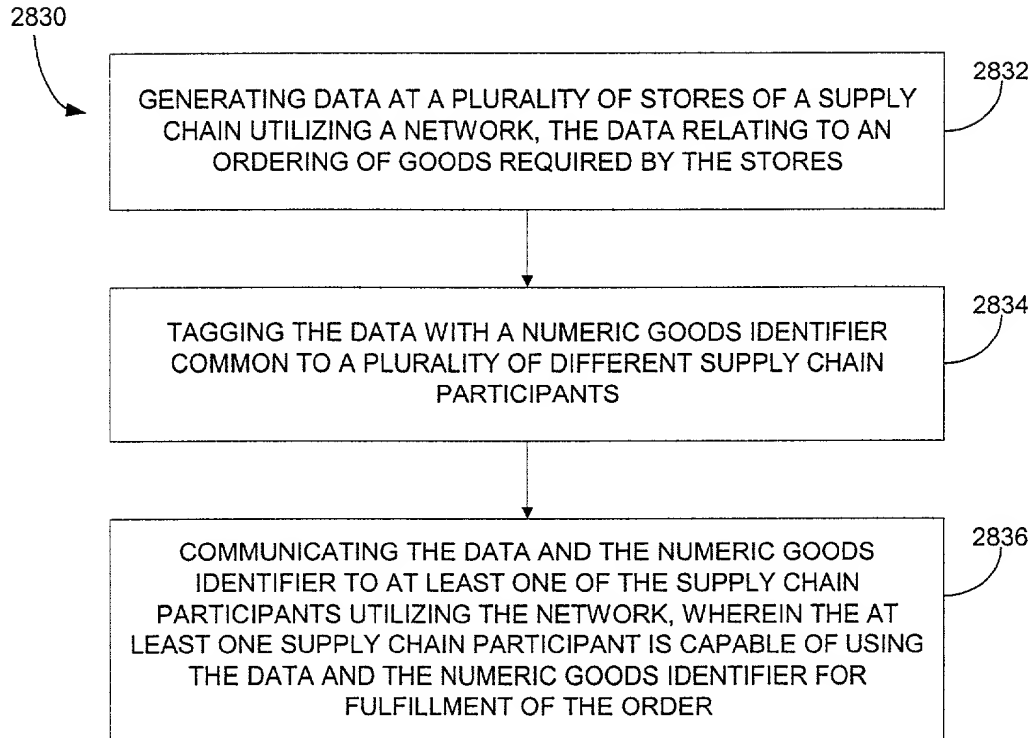 2830
2832
GENERATING DATA AT A PLURALITY OF STORES OF A SUPPLY
CHAIN UTILIZING A NETWORK, THE DATA RELATING TO AN
ORDERING OF GOODS REQUIRED BY THE STORES
2834
TAGGING THE DATA WITH A NUMERIC GOODS IDENTIFIER
COMMON TO A PLURALITY OF DIFFERENT SUPPLY CHAIN
PARTICIPANTS
2836
COMMUNICATING THE DATA AND THE NUMERIC GOODS
IDENTIFIER TO AT LEAST ONE OF THE SUPPLY CHAIN
PARTICIPANTS UTILIZING THE NETWORK, WHEREIN THE AT
LEAST ONE SUPPLY CHAIN PARTICIPANT IS CAPABLE OF USING
THE DATA AND THE NUMERIC GOODS IDENTIFIER FOR
FULFILLMENT OF THE ORDER